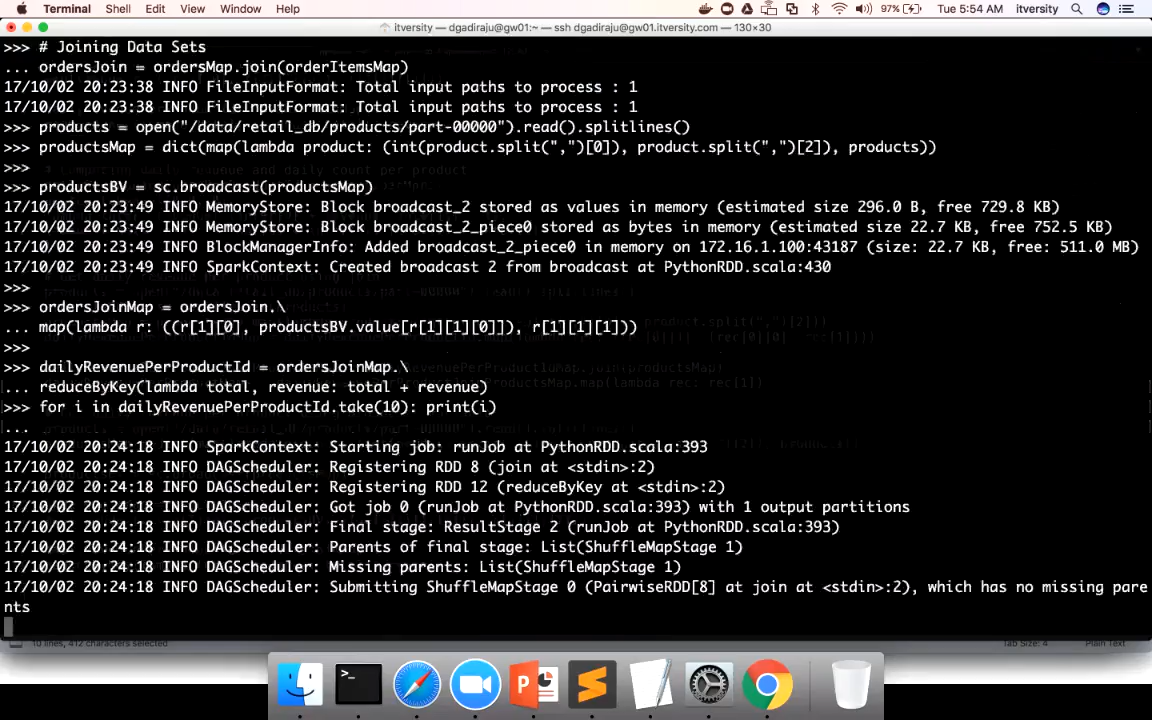 Terminal Shell Edit View Window Help 97% Tue 5:54 AM itversity
itversity — dgadiraju@gw01:~ — ssh dgadiraju@gw01.itversity.com — 130×30
>>> # Joining Data Sets
... ordersJoin = ordersMap.join(orderItemsMap)
17/10/02 20:23:38 INFO FileInputFormat: Total input paths to process : 1
17/10/02 20:23:38 INFO FileInputFormat: Total input paths to process : 1
>>> products = open("/data/retail_db/products/part-00000").read().splitlines()
>>> productsMap = dict(map(lambda product: (int(product.split(",")[0]), product.split(",")[2]), products))
>>>
>>> productsBV = sc.broadcast(productsMap)
17/10/02 20:23:49 INFO MemoryStore: Block broadcast_2 stored as values in memory (estimated size 296.0 B, free 729.8 KB)
17/10/02 20:23:49 INFO MemoryStore: Block broadcast_2_piece0 stored as bytes in memory (estimated size 22.7 KB, free 752.5 KB)
17/10/02 20:23:49 INFO BlockManagerInfo: Added broadcast_2_piece0 in memory on 172.16.1.100:43187 (size: 22.7 KB, free: 511.0 MB)
17/10/02 20:23:49 INFO SparkContext: Created broadcast 2 from broadcast at PythonRDD.scala:430
>>>
>>> ordersJoinMap = ordersJoin.\
... map(lambda r: ((r[1][0], productsBV.value[r[1][1][0]]), r[1][1][1]))
>>>
>>> dailyRevenuePerProductId = ordersJoinMap.\
... reduceByKey(lambda total, revenue: total + revenue)
>>> for i in dailyRevenuePerProductId.take(10): print(i)
...
17/10/02 20:24:18 INFO SparkContext: Starting job: runJob at PythonRDD.scala:393
17/10/02 20:24:18 INFO DAGScheduler: Registering RDD 8 (join at <stdin>:2)
17/10/02 20:24:18 INFO DAGScheduler: Registering RDD 12 (reduceByKey at <stdin>:2)
17/10/02 20:24:18 INFO DAGScheduler: Got job 0 (runJob at PythonRDD.scala:393) with 1 output partitions
17/10/02 20:24:18 INFO DAGScheduler: Final stage: ResultStage 2 (runJob at PythonRDD.scala:393)
17/10/02 20:24:18 INFO DAGScheduler: Parents of final stage: List(ShuffleMapStage 1)
17/10/02 20:24:18 INFO DAGScheduler: Missing parents: List(ShuffleMapStage 1)
17/10/02 20:24:18 INFO DAGScheduler: Submitting ShuffleMapStage 0 (PairwiseRDD[8] at join at <stdin>:2), which has no missing pare
nts
10 lines, 412 characters selected Tab Size: 4 Plain Text